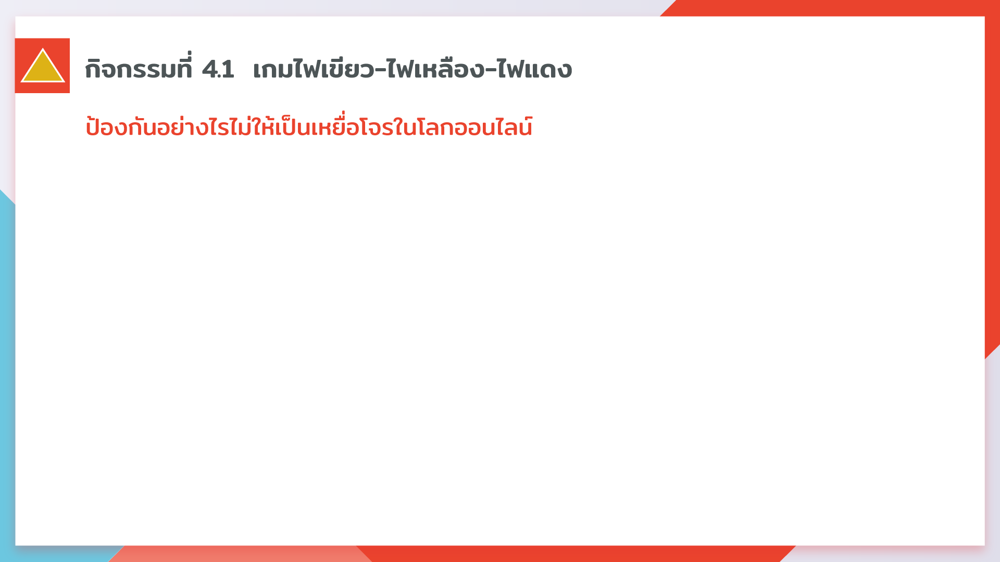 กิจกรรมที่ 4.1 เกมไฟเขียว-ไฟเหลือง-ไฟแดง
ป้องกันอย่างไรไม่ให้เป็นเหยื่อโจรในโลกออนไลน์